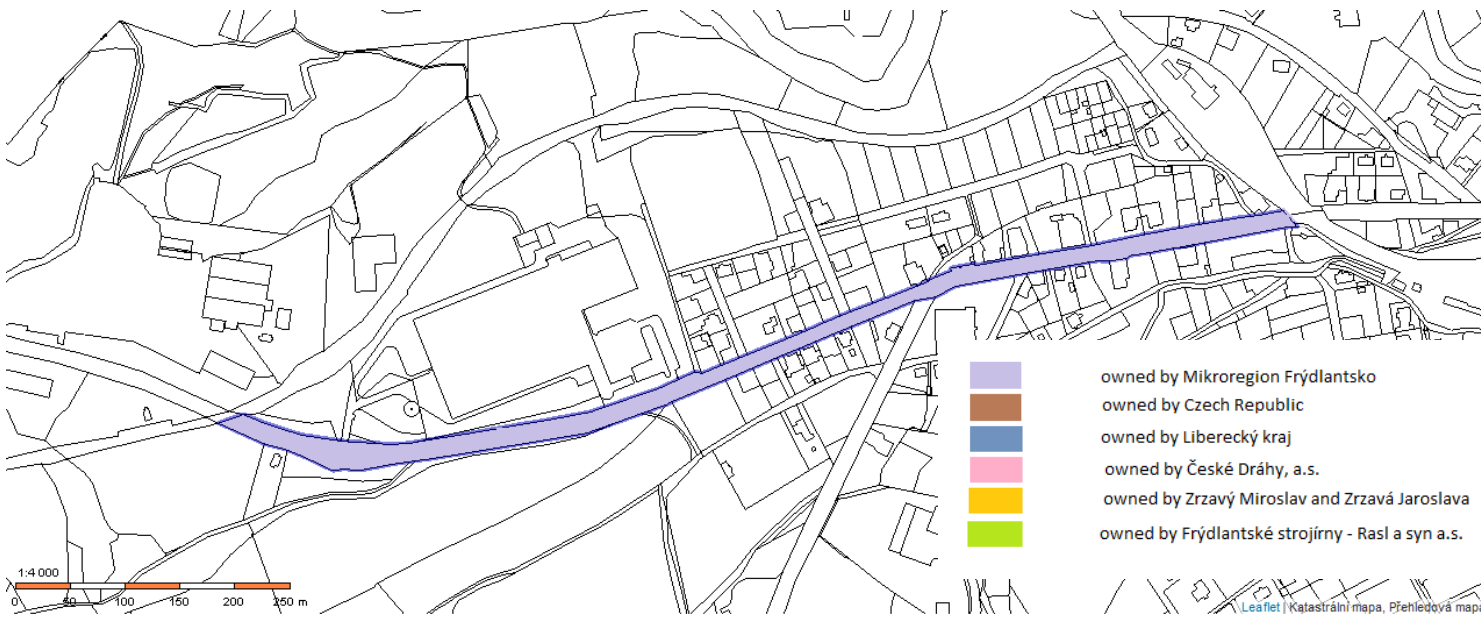 owned by Mikroregion Frýdlantsko
owned by Czech Republic
owned by Liberecký kraj
owned by České Dráhy, a.s.
owned by Zrzavý Miroslav and Zrzavá Jaroslava
owned by Frýdlantské strojírny - Rasl a syn a.s.
1:4 000
0 50 100 150 200 250 m
Leaflet | Katastrální mapa, Přehledová mapa